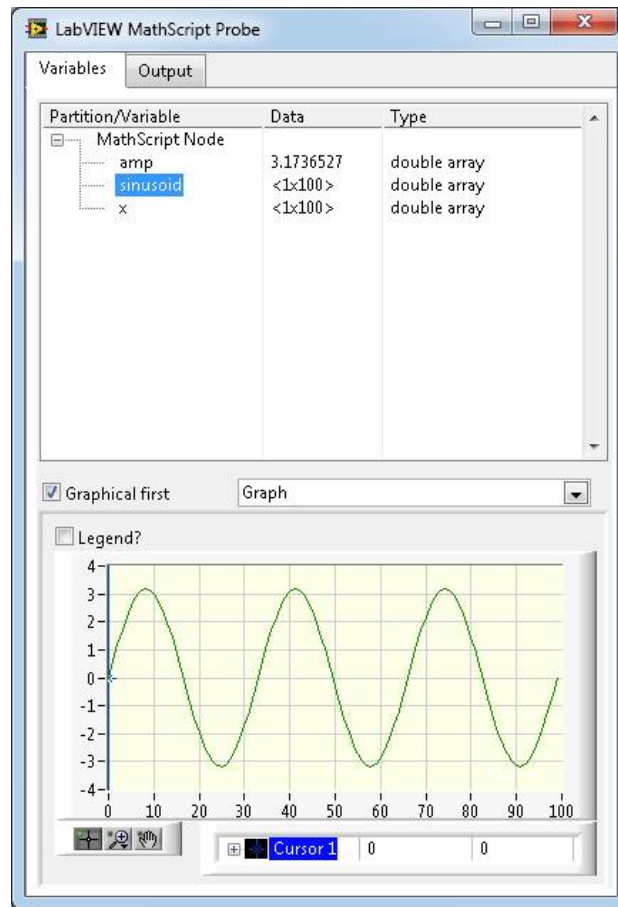 LabVIEW MathScript Probe
Variables Output
Partition/Variable Data Type
MathScript Node
amp 3.1736527 double array
sinusoid <1x100> double array
x <1x100> double array
Graphical first Graph
Legend?
4
3
2
1
0
-1
-2
-3
-4
0 10 20 30 40 50 60 70 80 90 100
Cursor 1 0 0